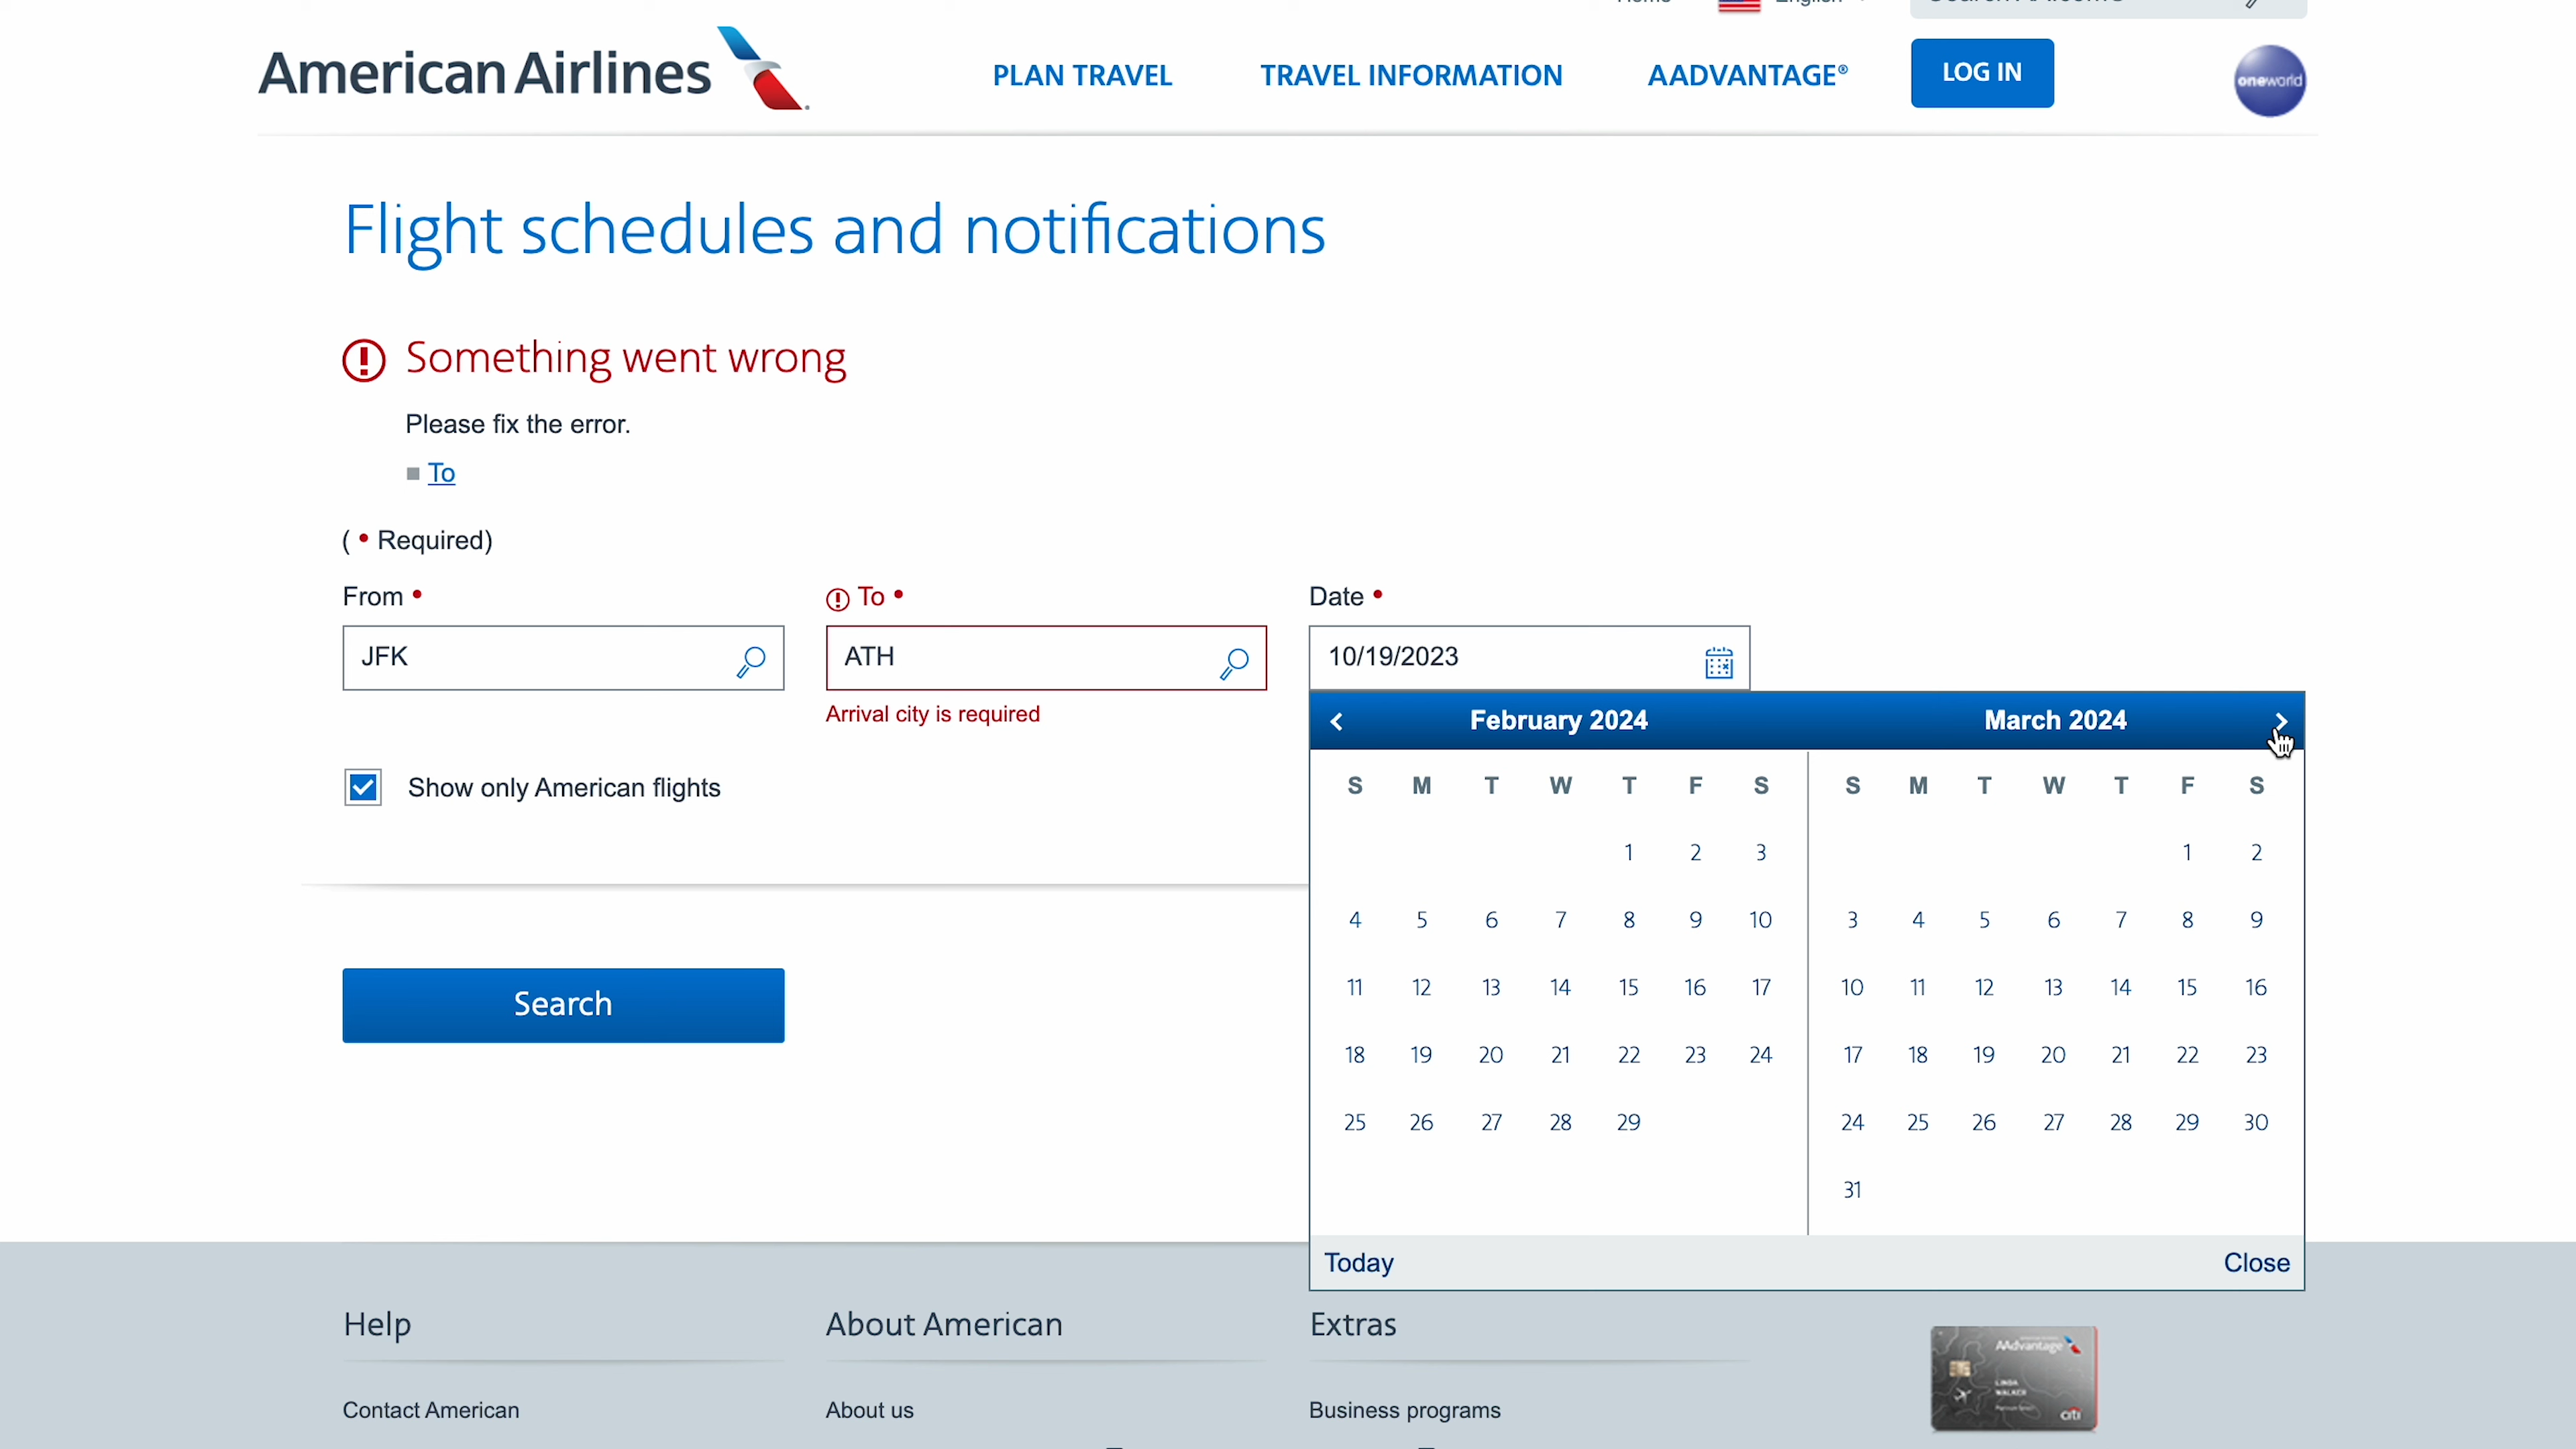 American Airlines
PLAN TRAVEL
TRAVEL INFORMATION
AADVANTAGE®
LOG IN
oneworld
Flight schedules and notifications
Something went wrong
Please fix the error.
To
( • Required)
From •
To •
Date •
JFK
ATH
10/19/2023
Arrival city is required
Show only American flights
Search
February 2024
March 2024
S M T W T F S
S M T W T F S
1 2 3
1 2
4 5 6 7 8 9 10
3 4 5 6 7 8 9
11 12 13 14 15 16 17
10 11 12 13 14 15 16
18 19 20 21 22 23 24
17 18 19 20 21 22 23
25 26 27 28 29
24 25 26 27 28 29 30
31
Today
Close
Help
About American
Extras
Contact American
About us
Business programs
AAdvantage
LINDA
WALKER
citi